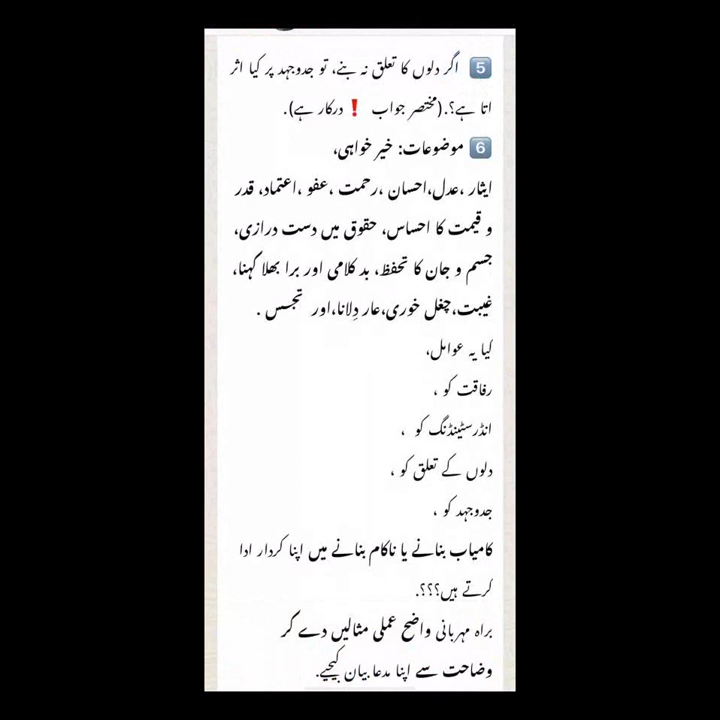 5️⃣ اگر دلوں کا تعلق نہ بنے، تو جدوجہد پر کیا اثر
اتا ہے؟.(مختصر جواب ❗ درکار ہے).
6️⃣ موضوعات: خیر خواہی،
ایثار ،عدل،احسان ،رحمت ،عفو ،اعتماد، قدر
و قیمت کا احساس، حقوق میں دست درازی،
جسم و جان کا تحفظ، بد کلامی اور برا بھلا کہنا،
غیبت،چغل خوری،عار دِلانا،اور تجسس .
کیا یہ عوامل،
رفاقت کو ،
انڈرسٹینڈنگ کو ،
دلوں کے تعلق کو ،
جدوجہد کو ،
کامیاب بنانے یا ناکام بنانے میں اپنا کردار ادا
کرتے ہیں؟؟؟.
براہ مہربانی واضح عملی مثالیں دے کر
وضاحت سے اپنا مدعا بیان کیجیے.